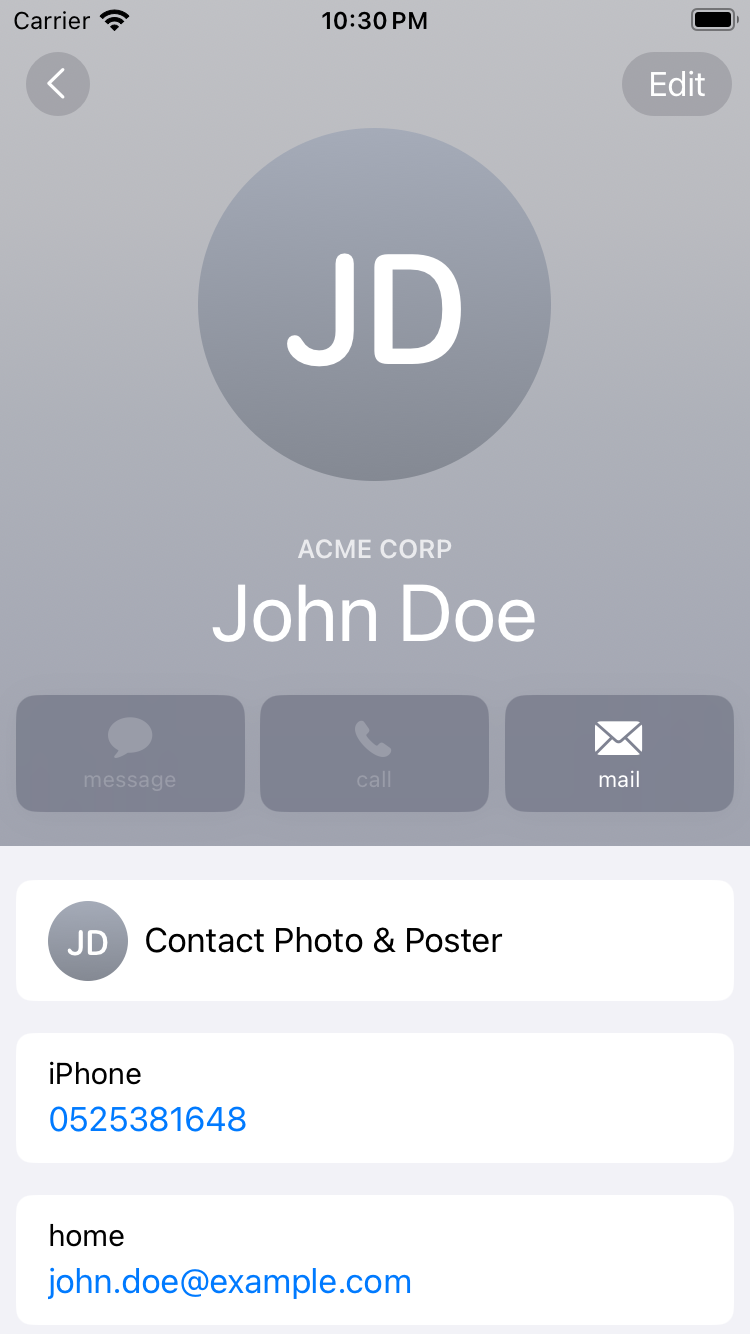 Carrier 10:30 PM
Edit
JD
ACME CORP
John Doe
message call mail
JD Contact Photo & Poster
iPhone
0525381648
home
john.doe@example.com